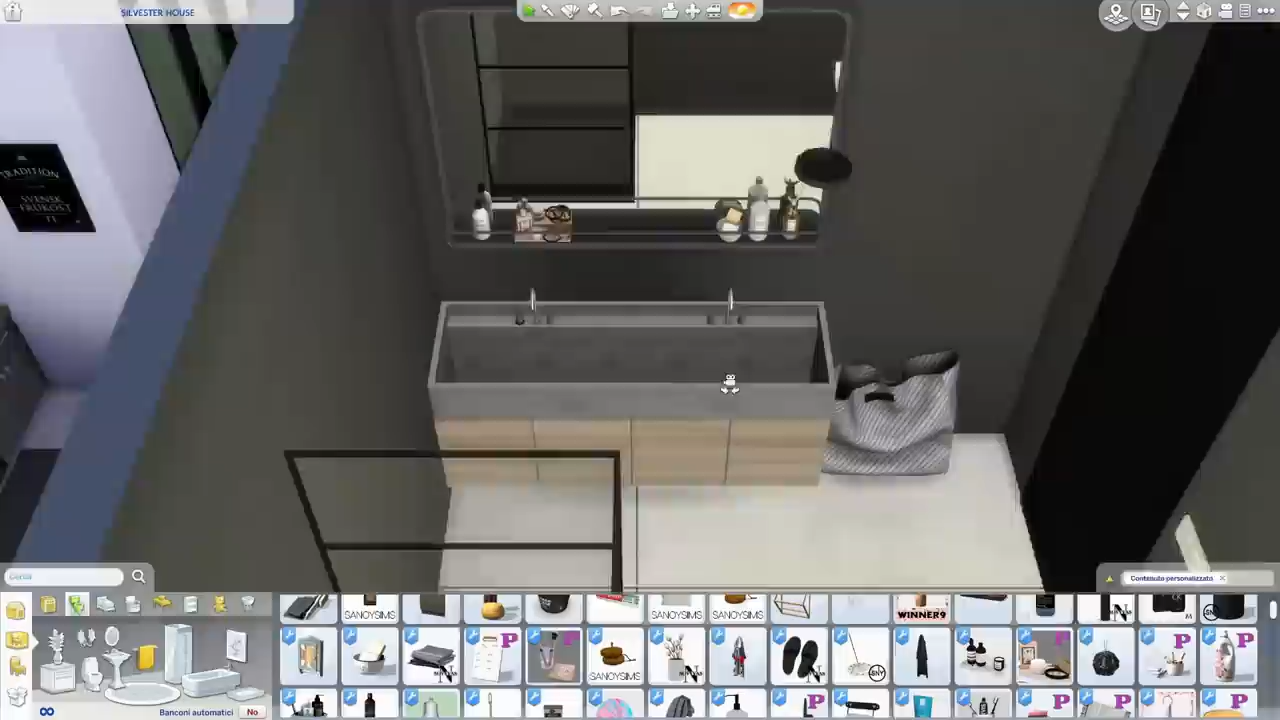 SILVESTER HOUSE
TRADITION
SVENSK
FRUKOST
Cerca
Contenuto personalizzato
SANOYSIMS
SANOYSIMS
SANOYSIMS
WINNER9
SANOYSIMS
Banconi automatici
No